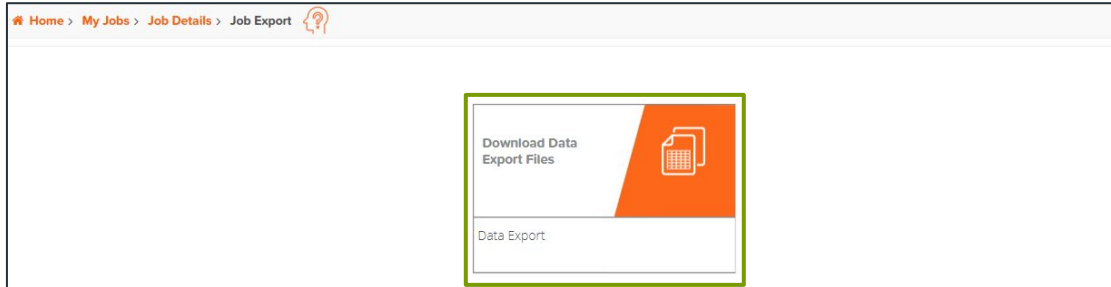 Home > My Jobs > Job Details > Job Export
Download Data
Export Files
Data Export